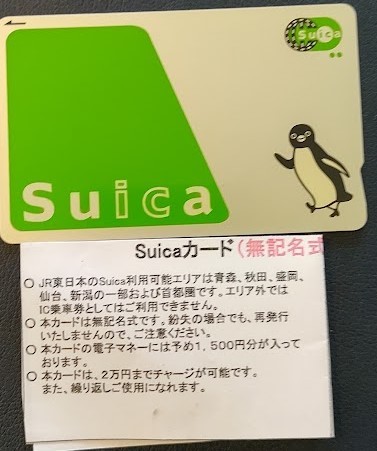 Suica
Suica
Suicaカード(無記名式
○ JR東日本のSuica利用可能エリアは青森、秋田、盛岡、
仙台、新潟の一部および首都圏です。エリア外では
IC乗車券としてはご利用できません。
○ 本カードは無記名式です。紛失の場合でも、再発行
いたしませんので、ご注意ください。
○ 本カードの電子マネーには予め1,500円分が入って
おります。
○ 本カードは、2万円までチャージが可能です。
また、繰り返しご使用になれます。